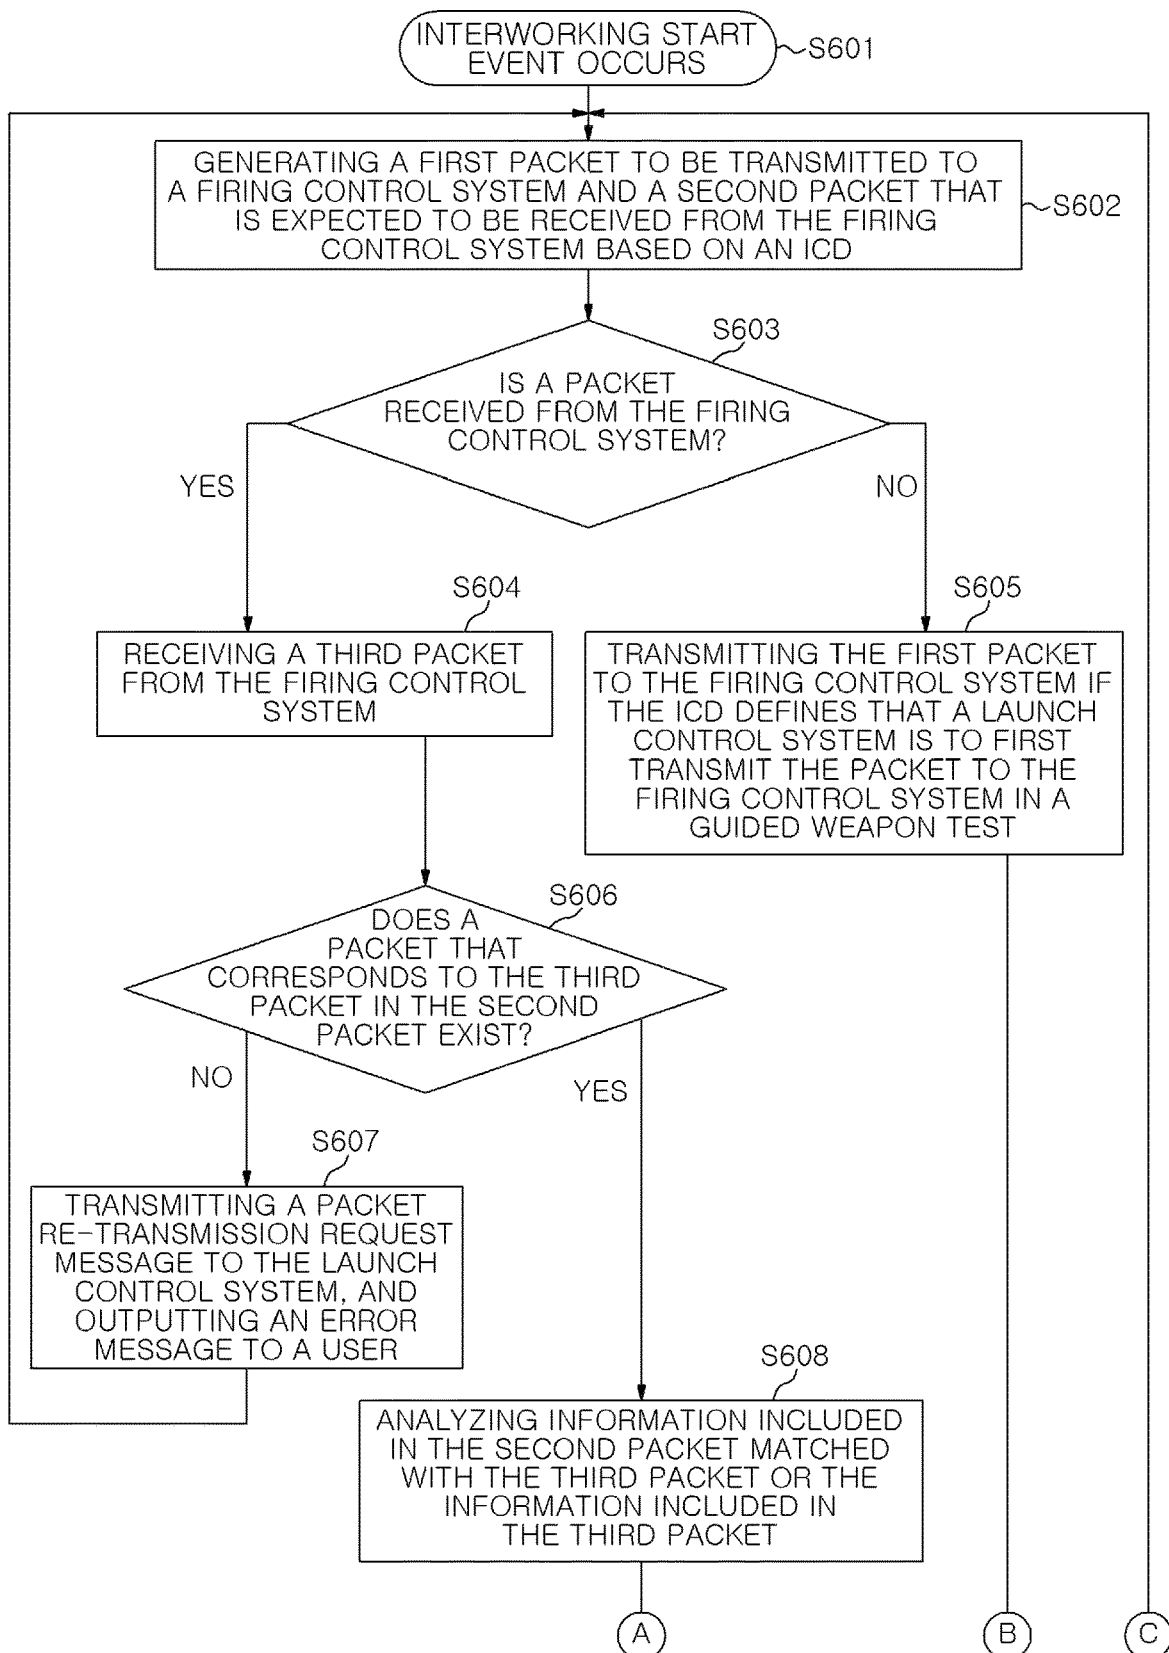 INTERWORKING START
EVENT OCCURS
S601
GENERATING A FIRST PACKET TO BE TRANSMITTED TO
A FIRING CONTROL SYSTEM AND A SECOND PACKET THAT
IS EXPECTED TO BE RECEIVED FROM THE FIRING
CONTROL SYSTEM BASED ON AN ICD
S602
S603
IS A PACKET
RECEIVED FROM THE FIRING
CONTROL SYSTEM?
YES
NO
S604
RECEIVING A THIRD PACKET
FROM THE FIRING CONTROL
SYSTEM
S605
TRANSMITTING THE FIRST PACKET
TO THE FIRING CONTROL SYSTEM IF
THE ICD DEFINES THAT A LAUNCH
CONTROL SYSTEM IS TO FIRST
TRANSMIT THE PACKET TO THE
FIRING CONTROL SYSTEM IN A
GUIDED WEAPON TEST
S606
DOES A
PACKET THAT
CORRESPONDS TO THE THIRD
PACKET IN THE SECOND
PACKET EXIST?
NO
YES
S607
TRANSMITTING A PACKET
RE-TRANSMISSION REQUEST
MESSAGE TO THE LAUNCH
CONTROL SYSTEM, AND
OUTPUTTING AN ERROR
MESSAGE TO A USER
S608
ANALYZING INFORMATION INCLUDED
IN THE SECOND PACKET MATCHED
WITH THE THIRD PACKET OR THE
INFORMATION INCLUDED IN
THE THIRD PACKET
A
B
C